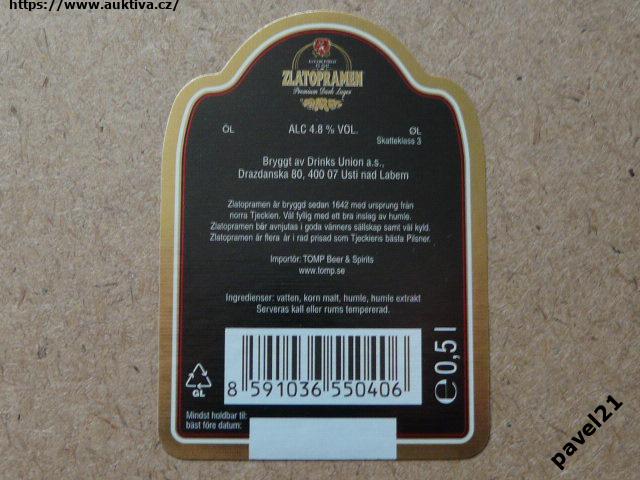 https://www.auktiva.cz/
ZLATOPRAMEN
Premium Dark Lager
ÖL
ALC 4.8 % VOL.
ØL
Skatteklass 3
Bryggt av Drinks Union a.s.,
Drazdanska 80, 400 07 Usti nad Labem
Zlatopramen är bryggd sedan 1642 med ursprung från
norra Tjeckien. Väl fyllig med ett bra inslag av humle.
Zlatopramen bör avnjutas i goda vänners sällskap samt väl kyld.
Zlatopramen är flera år i rad prisad som Tjeckiens bästa Pilsner.
Importör: TOMP Beer & Spirits
www.tomp.se
Ingredienser: vatten, korn malt, humle, humle extrakt
Serveras kall eller rums tempererad.
8 591036 550406
e 0,5 l
GL
Mindst holdbar til:
bäst före datum:
pavel21